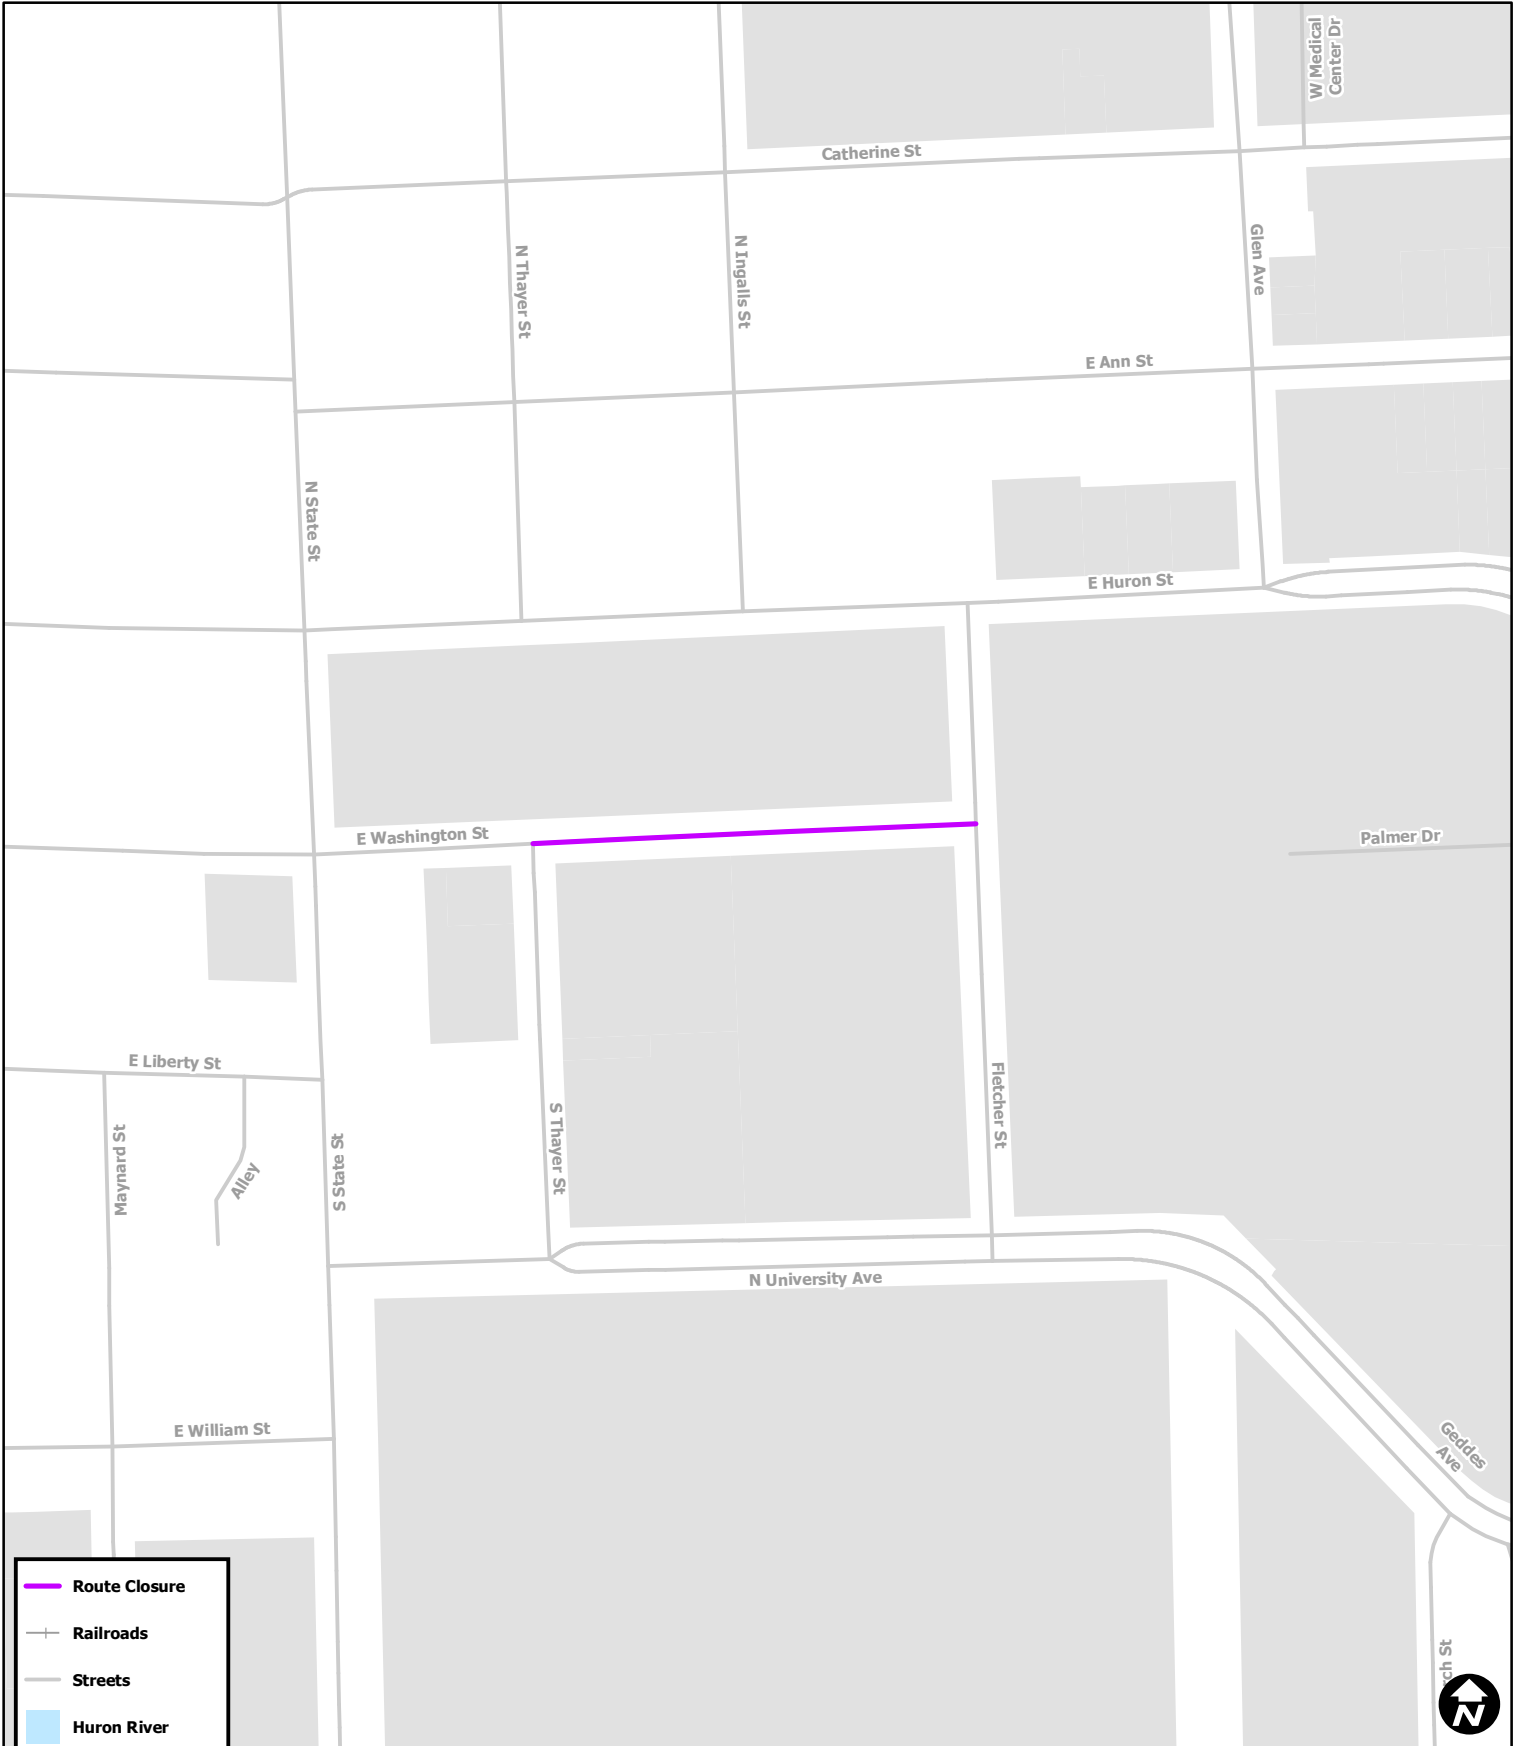 W Medical
Center Dr
Catherine St
N Thayer St
N Ingalls St
Glen Ave
E Ann St
N State St
E Huron St
E Washington St
Palmer Dr
E Liberty St
Fletcher St
S Thayer St
Maynard St
S State St
Alley
N University Ave
E William St
Geddes
Ave
Route Closure
Railroads
Streets
Huron River
rch St
N